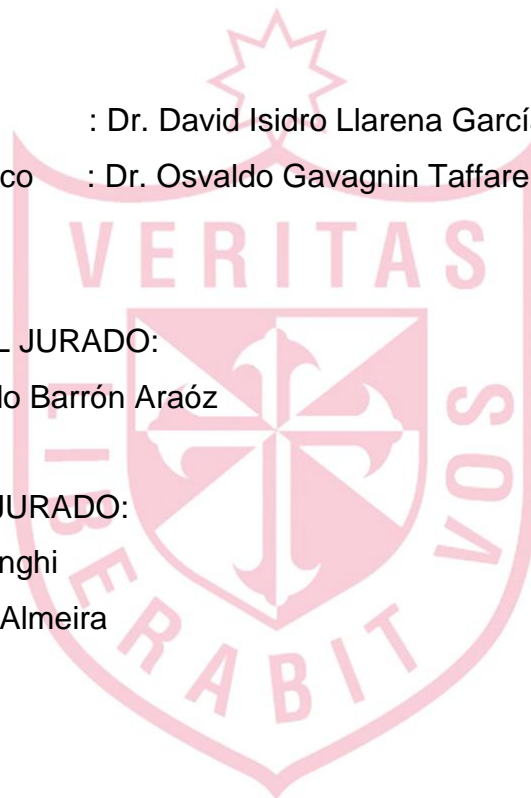 : Dr. David Isidro Llarena Garcí
co : Dr. Osvaldo Gavagnin Taffare
VERITAS
L JURADO:
lo Barrón Araóz
LIBERABIT VOS
JURADO:
nghi
Almeira